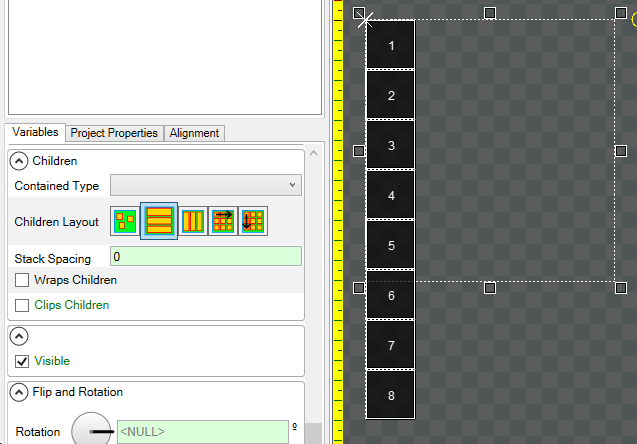 Variables Project Properties Alignment
Children
Contained Type
Children Layout
Stack Spacing 0
Wraps Children
Clips Children
Visible
Flip and Rotation
Rotation <NULL> º
1
2
3
4
5
6
7
8